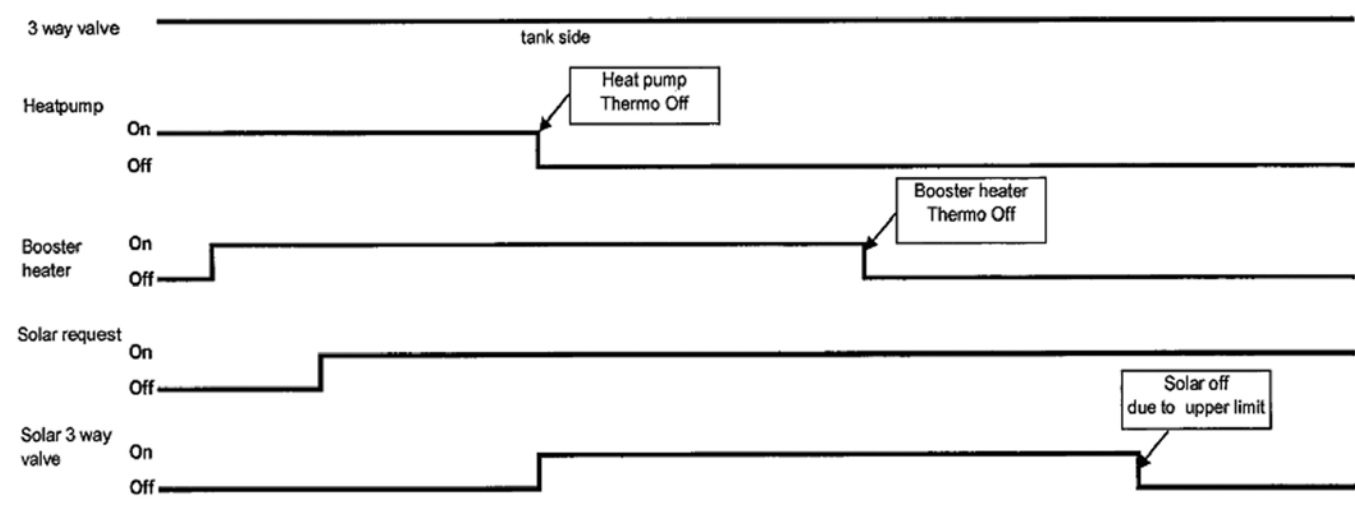 3 way valve
tank side
Heat pump
Thermo Off
Heatpump
On
Off
Booster heater
Thermo Off
Booster
heater
On
Off
Solar request
On
Off
Solar off
due to upper limit
Solar 3 way
valve
On
Off